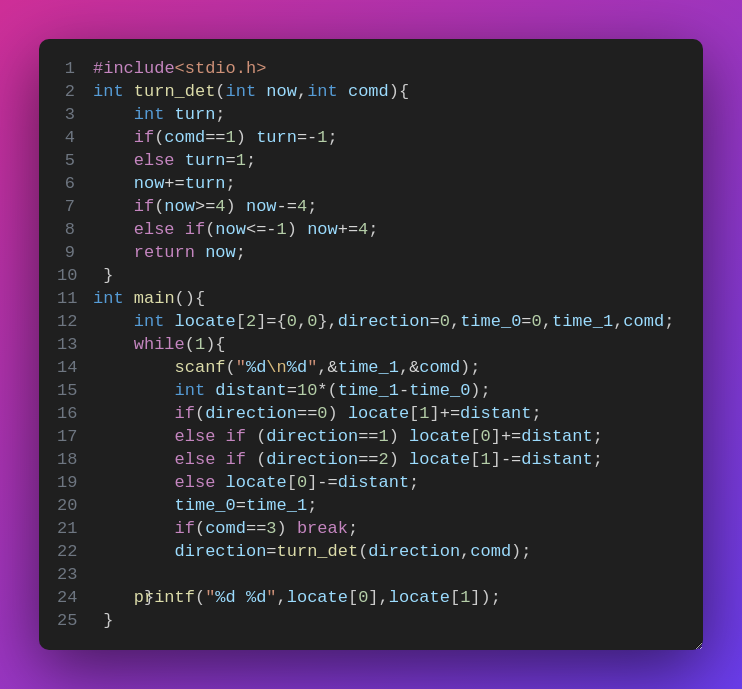 1 #include<stdio.h>
2 int turn_det(int now,int comd){
3 int turn;
4 if(comd==1) turn=-1;
5 else turn=1;
6 now+=turn;
7 if(now>=4) now-=4;
8 else if(now<=-1) now+=4;
9 return now;
10 }
11 int main(){
12 int locate[2]={0,0},direction=0,time_0=0,time_1,comd;
13 while(1){
14 scanf("%d\n%d",&time_1,&comd);
15 int distant=10*(time_1-time_0);
16 if(direction==0) locate[1]+=distant;
17 else if (direction==1) locate[0]+=distant;
18 else if (direction==2) locate[1]-=distant;
19 else locate[0]-=distant;
20 time_0=time_1;
21 if(comd==3) break;
22 direction=turn_det(direction,comd);
23
24 }printf("%d %d",locate[0],locate[1]);
25 }